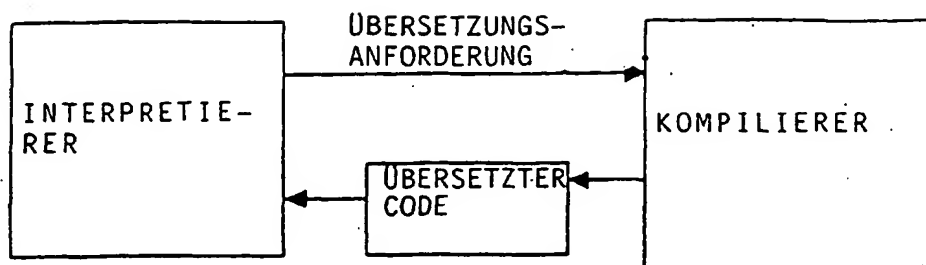 ÜBERSETZUNGS-
ANFORDERUNG
INTERPRETIE-
RER
KOMPILIERER
ÜBERSETZTER
CODE